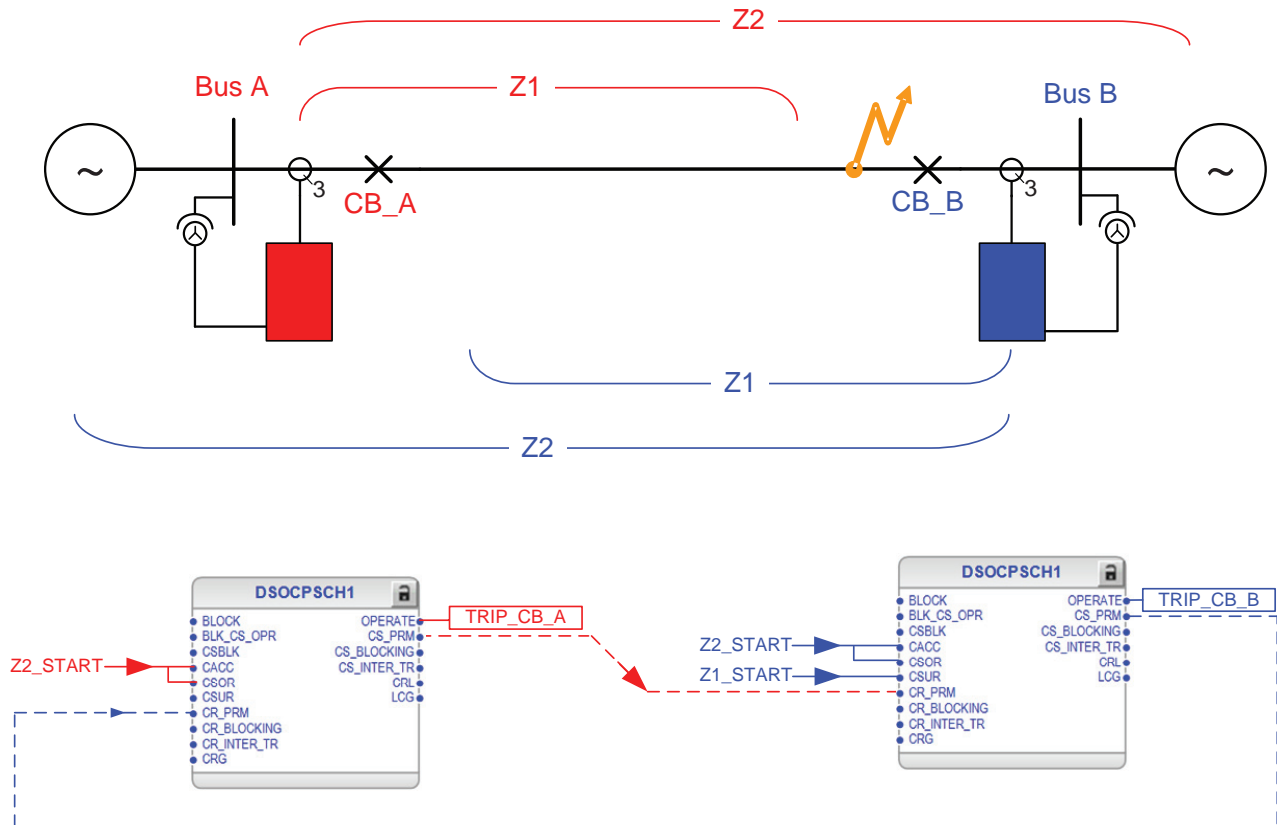 Z2
Z1
Bus A
Bus B
~
~
3
3
CB_A
CB_B
Z1
Z2
DSOCPSCH1
BLOCK
BLK_CS_OPR
CSBLK
CACC
CSOR
CSUR
CR_PRM
CR_BLOCKING
CR_INTER_TR
CRG
OPERATE
CS_PRM
CS_BLOCKING
CS_INTER_TR
CRL
LCG
Z2_START
TRIP_CB_A
DSOCPSCH1
BLOCK
BLK_CS_OPR
CSBLK
CACC
CSOR
CSUR
CR_PRM
CR_BLOCKING
CR_INTER_TR
CRG
OPERATE
CS_PRM
CS_BLOCKING
CS_INTER_TR
CRL
LCG
Z2_START
Z1_START
TRIP_CB_B